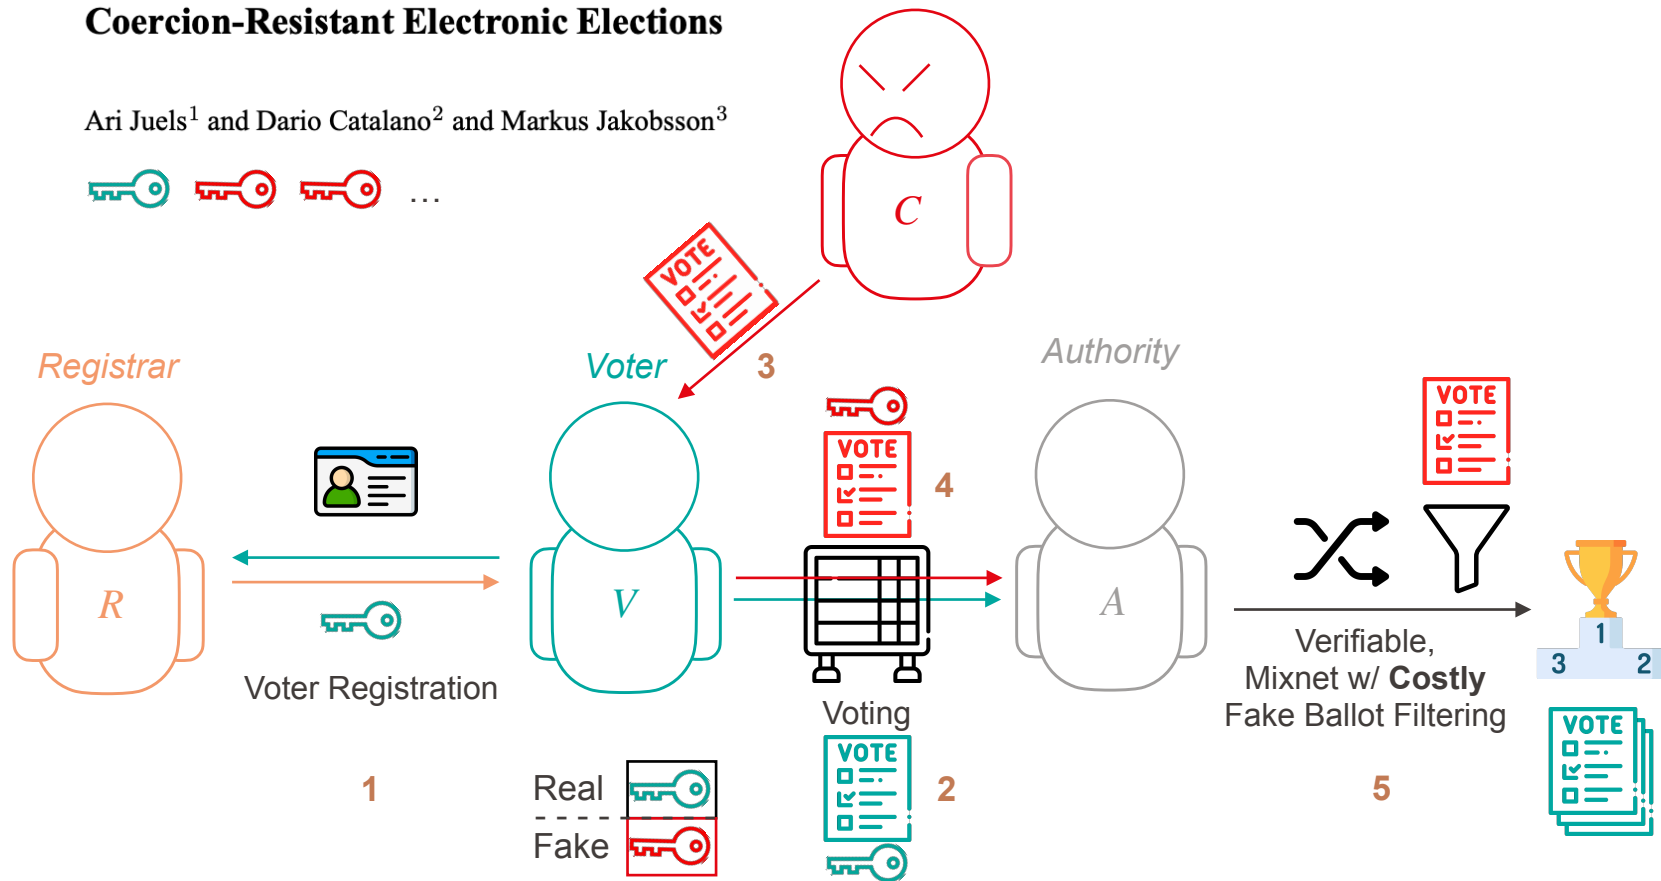 Coercion-Resistant Electronic Elections
Ari Juels¹ and Dario Catalano² and Markus Jakobsson³
...
C
VOTE
3
Registrar
Voter
Authority
VOTE
VOTE
4
R
V
A
Voter Registration
Voting
Verifiable,
Mixnet w/ Costly
Fake Ballot Filtering
1
3
2
VOTE
VOTE
1
Real
Fake
2
5